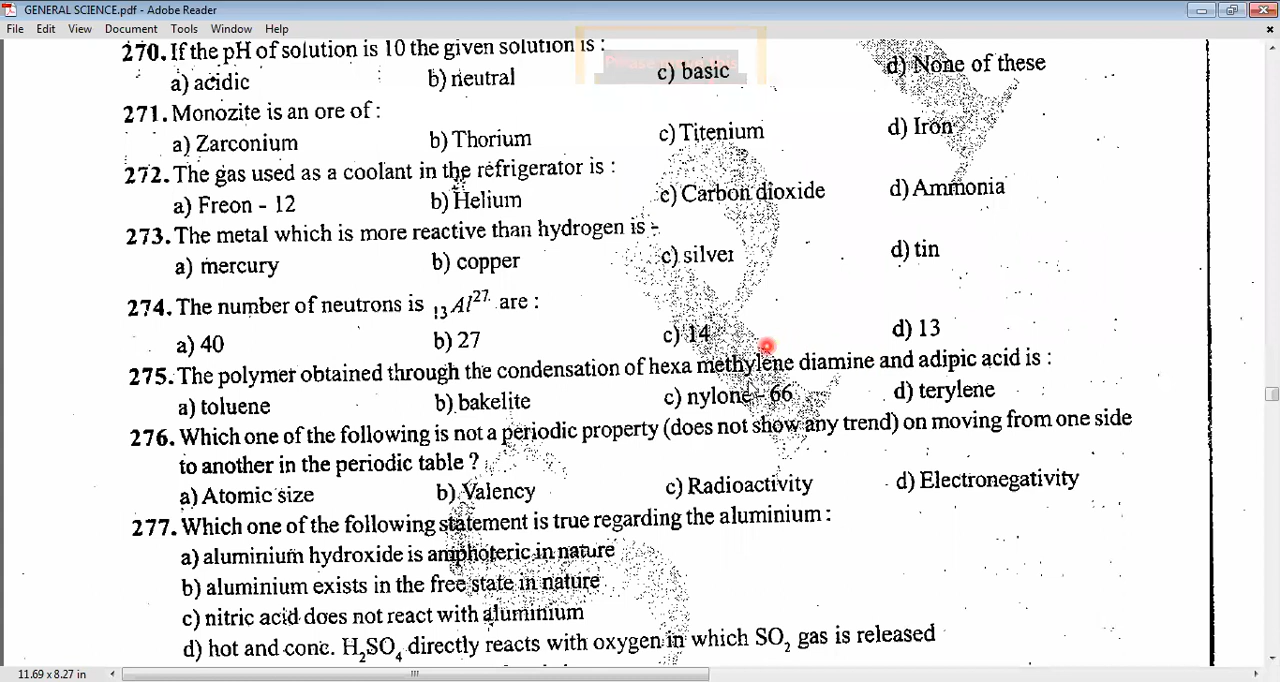 GENERAL SCIENCE.pdf - Adobe Reader
File Edit View Document Tools Window Help
270. If the pH of solution is 10 the given solution is :
a) acidic b) neutral c) basic d) None of these
271. Monozite is an ore of :
a) Zarconium b) Thorium c) Titenium d) Iron
272. The gas used as a coolant in the refrigerator is :
a) Freon - 12 b) Helium c) Carbon dioxide d) Ammonia
273. The metal which is more reactive than hydrogen is -
a) mercury b) copper c) silver d) tin
274. The number of neutrons is ₁₃Al²⁷ are :
a) 40 b) 27 c) 14 d) 13
275. The polymer obtained through the condensation of hexa methylene diamine and adipic acid is :
a) toluene b) bakelite c) nylone - 66 d) terylene
276. Which one of the following is not a periodic property (does not show any trend) on moving from one side
to another in the periodic table ?
a) Atomic size b) Valency c) Radioactivity d) Electronegativity
277. Which one of the following statement is true regarding the aluminium :
a) aluminium hydroxide is amphoteric in nature
b) aluminium exists in the free state in nature
c) nitric acid does not react with aluminium
d) hot and conc. H₂SO₄ directly reacts with oxygen in which SO₂ gas is released
11.69 x 8.27 in